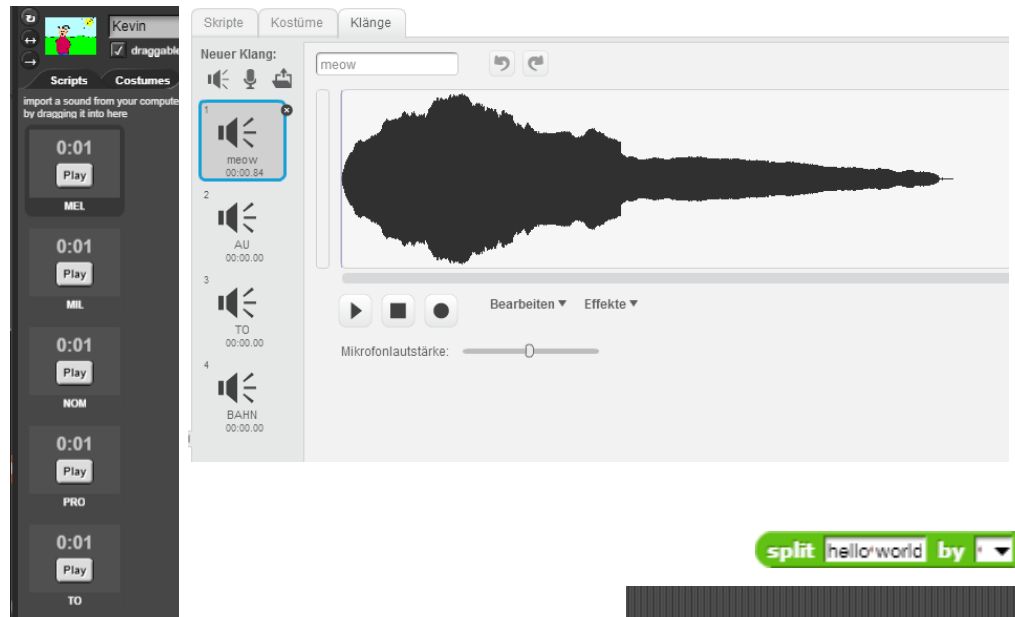 Kevin
draggable
Scripts Costumes
import a sound from your compute
by dragging it into here
0:01
Play
MEL
0:01
Play
MIL
0:01
Play
NOM
0:01
Play
PRO
0:01
Play
TO
Skripte Kostüme Klänge
Neuer Klang:
meow
1
meow
00:00.84
2
AU
00:00.00
3
TO
00:00.00
4
BAHN
00:00.00
Bearbeiten Effekte
Mikrofonlautstärke:
split hello world by